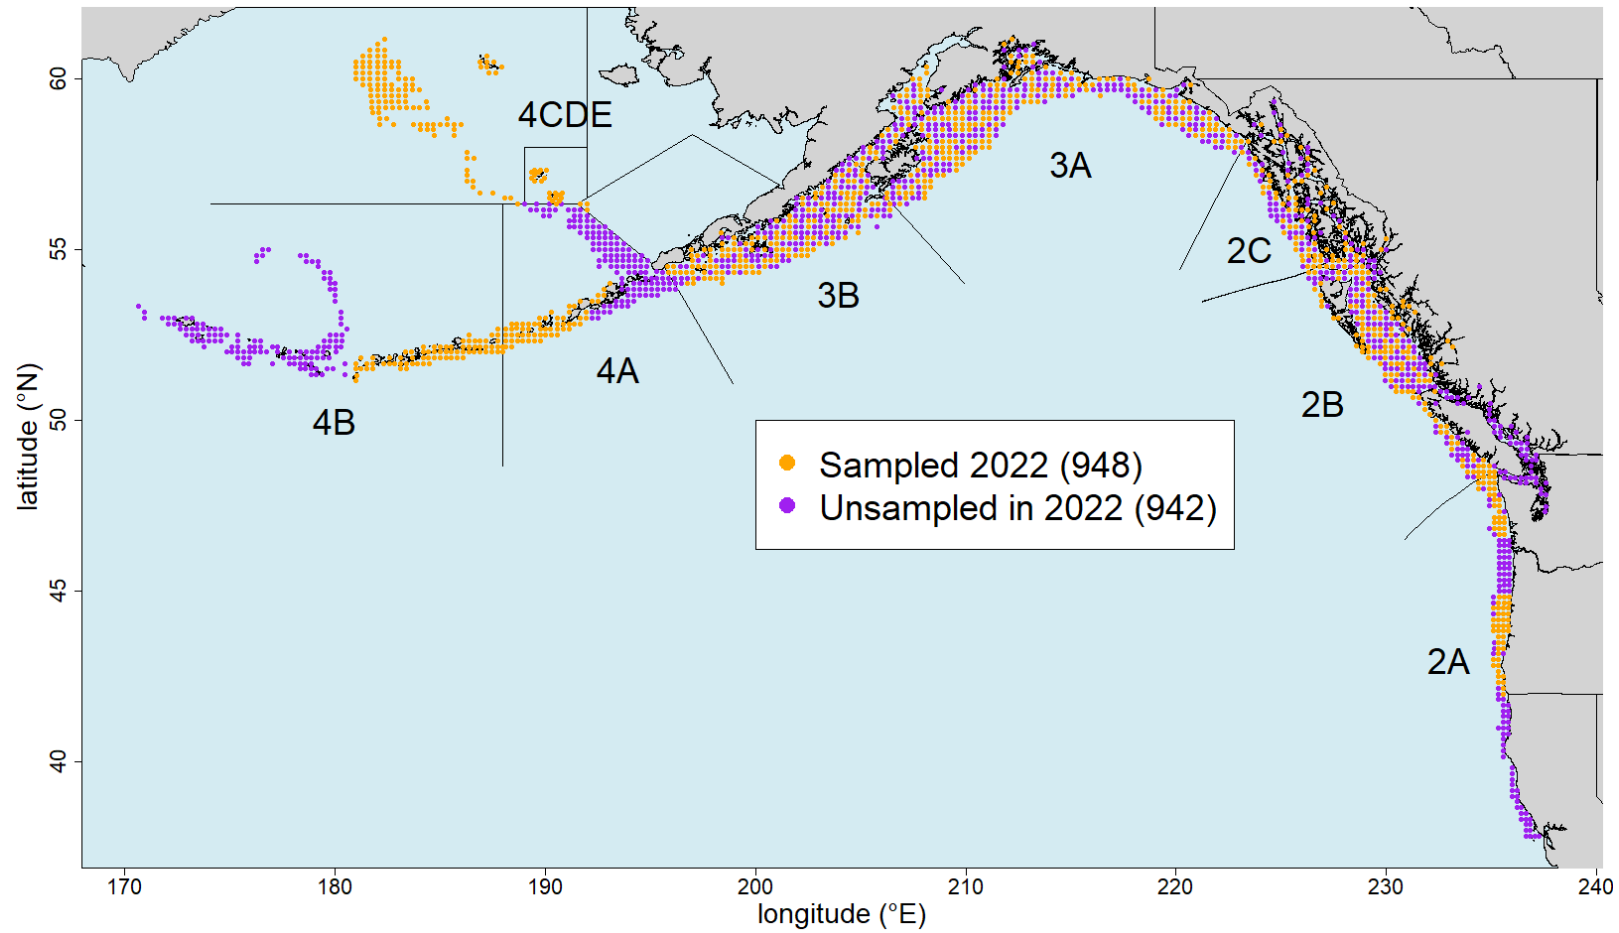 60
55
50
45
40
latitude (°N)
4CDE
3A
2C
3B
4A
2B
4B
Sampled 2022 (948)
Unsampled in 2022 (942)
2A
170
180
190
200
210
220
230
240
longitude (°E)